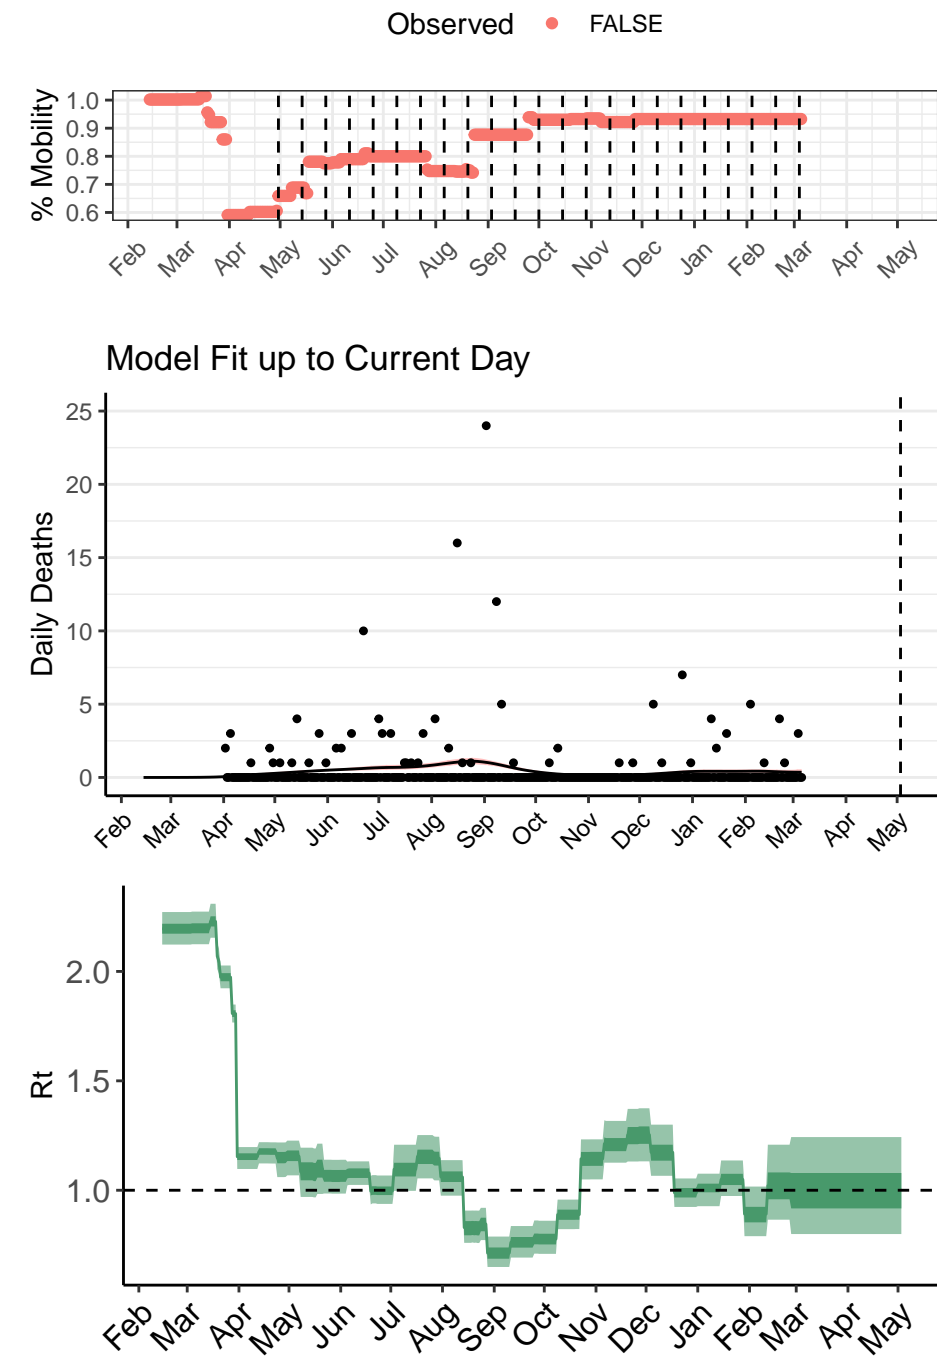 Observed FALSE
% Mobility
1.0
0.9
0.8
0.7
0.6
Feb Mar Apr May Jun Jul Aug Sep Oct Nov Dec Jan Feb Mar Apr May
Model Fit up to Current Day
Daily Deaths
25
20
15
10
5
0
Feb Mar Apr May Jun Jul Aug Sep Oct Nov Dec Jan Feb Mar Apr May
Rt
2.0
1.5
1.0
Feb Mar Apr May Jun Jul Aug Sep Oct Nov Dec Jan Feb Mar Apr May